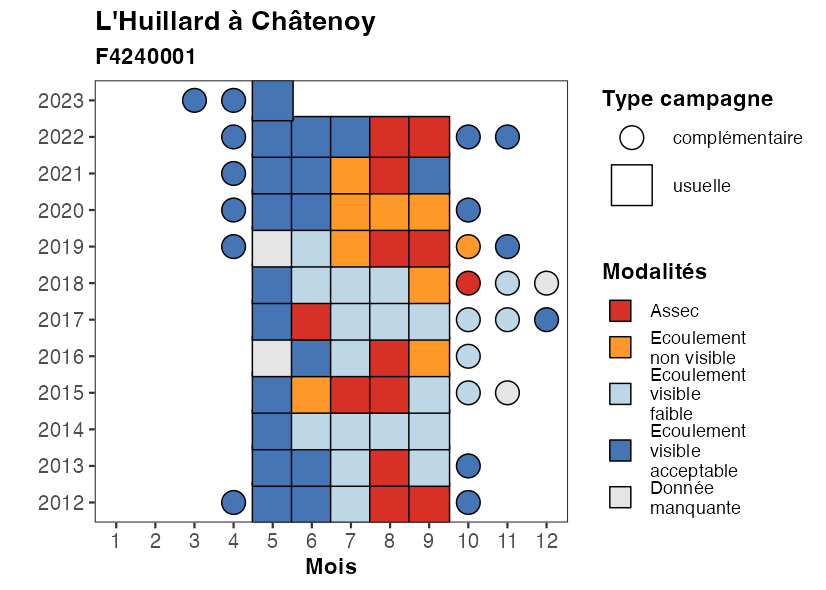 L'Huillard à Châtenoy
F4240001
2023
2022
2021
2020
2019
2018
2017
2016
2015
2014
2013
2012
1 2 3 4 5 6 7 8 9 10 11 12
Mois
Type campagne
complémentaire
usuelle
Modalités
Assec
Ecoulement
non visible
Ecoulement
visible
faible
Ecoulement
visible
acceptable
Donnée
manquante